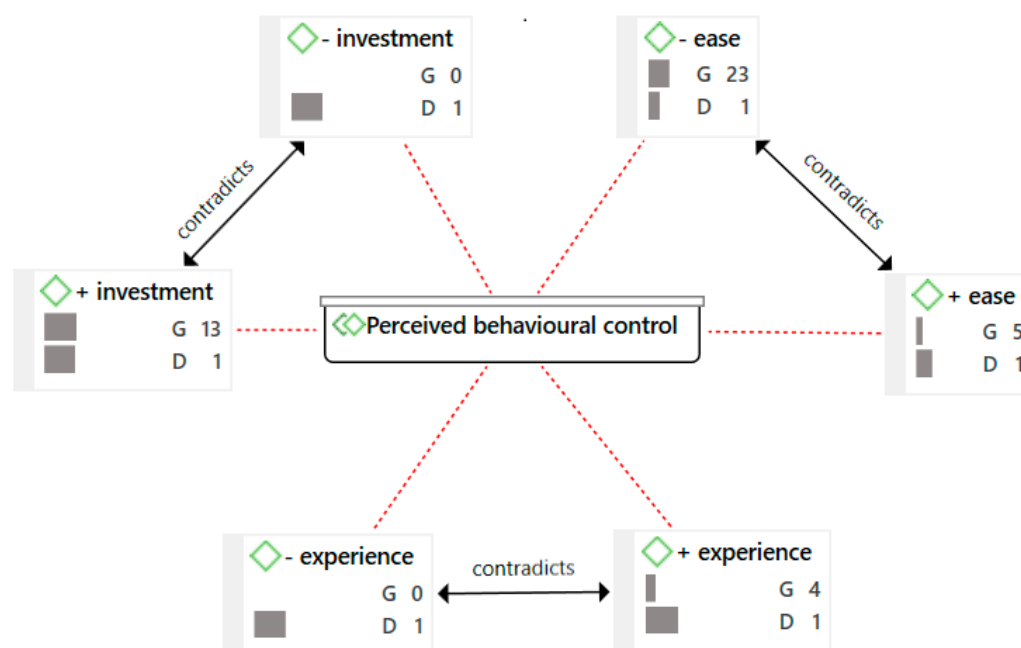 - investment
G 0
D 1
- ease
G 23
D 1
contradicts
contradicts
+ investment
G 13
D 1
Perceived behavioural control
+ ease
G 5
D 1
- experience
G 0
D 1
contradicts
+ experience
G 4
D 1